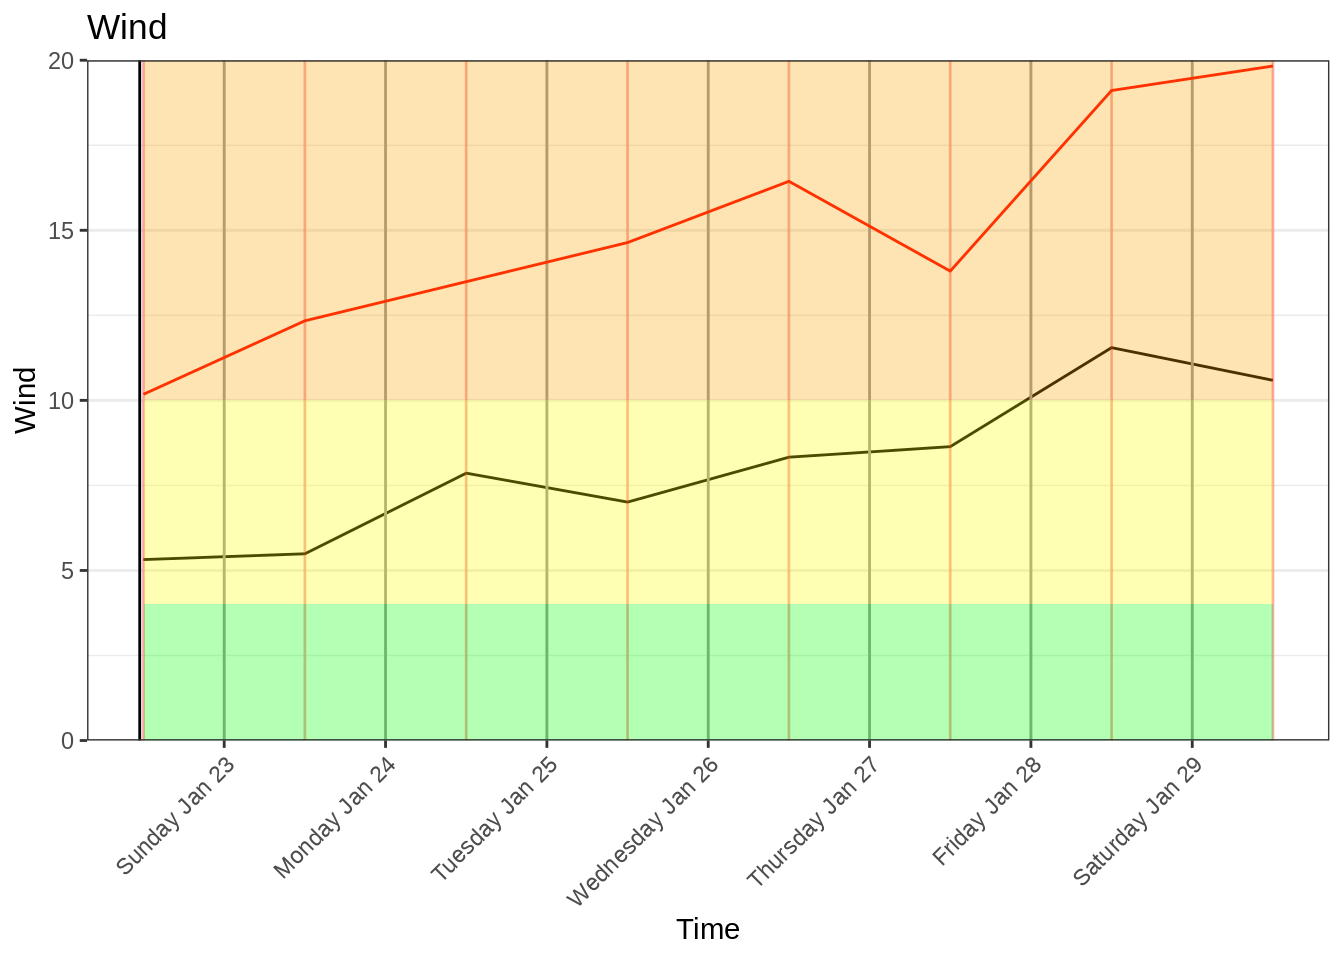 Wind
20
15
10
5
0
Wind
Sunday Jan 23
Monday Jan 24
Tuesday Jan 25
Wednesday Jan 26
Thursday Jan 27
Friday Jan 28
Saturday Jan 29
Time